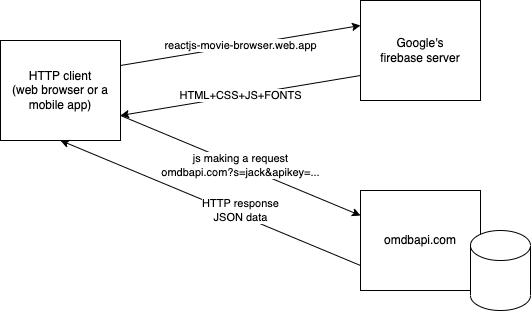 reactjs-movie-browser.web.app
Google's
firebase server
HTTP client
(web browser or a
mobile app)
HTML+CSS+JS+FONTS
js making a request
omdbapi.com?s=jack&apikey=...
HTTP response
JSON data
omdbapi.com